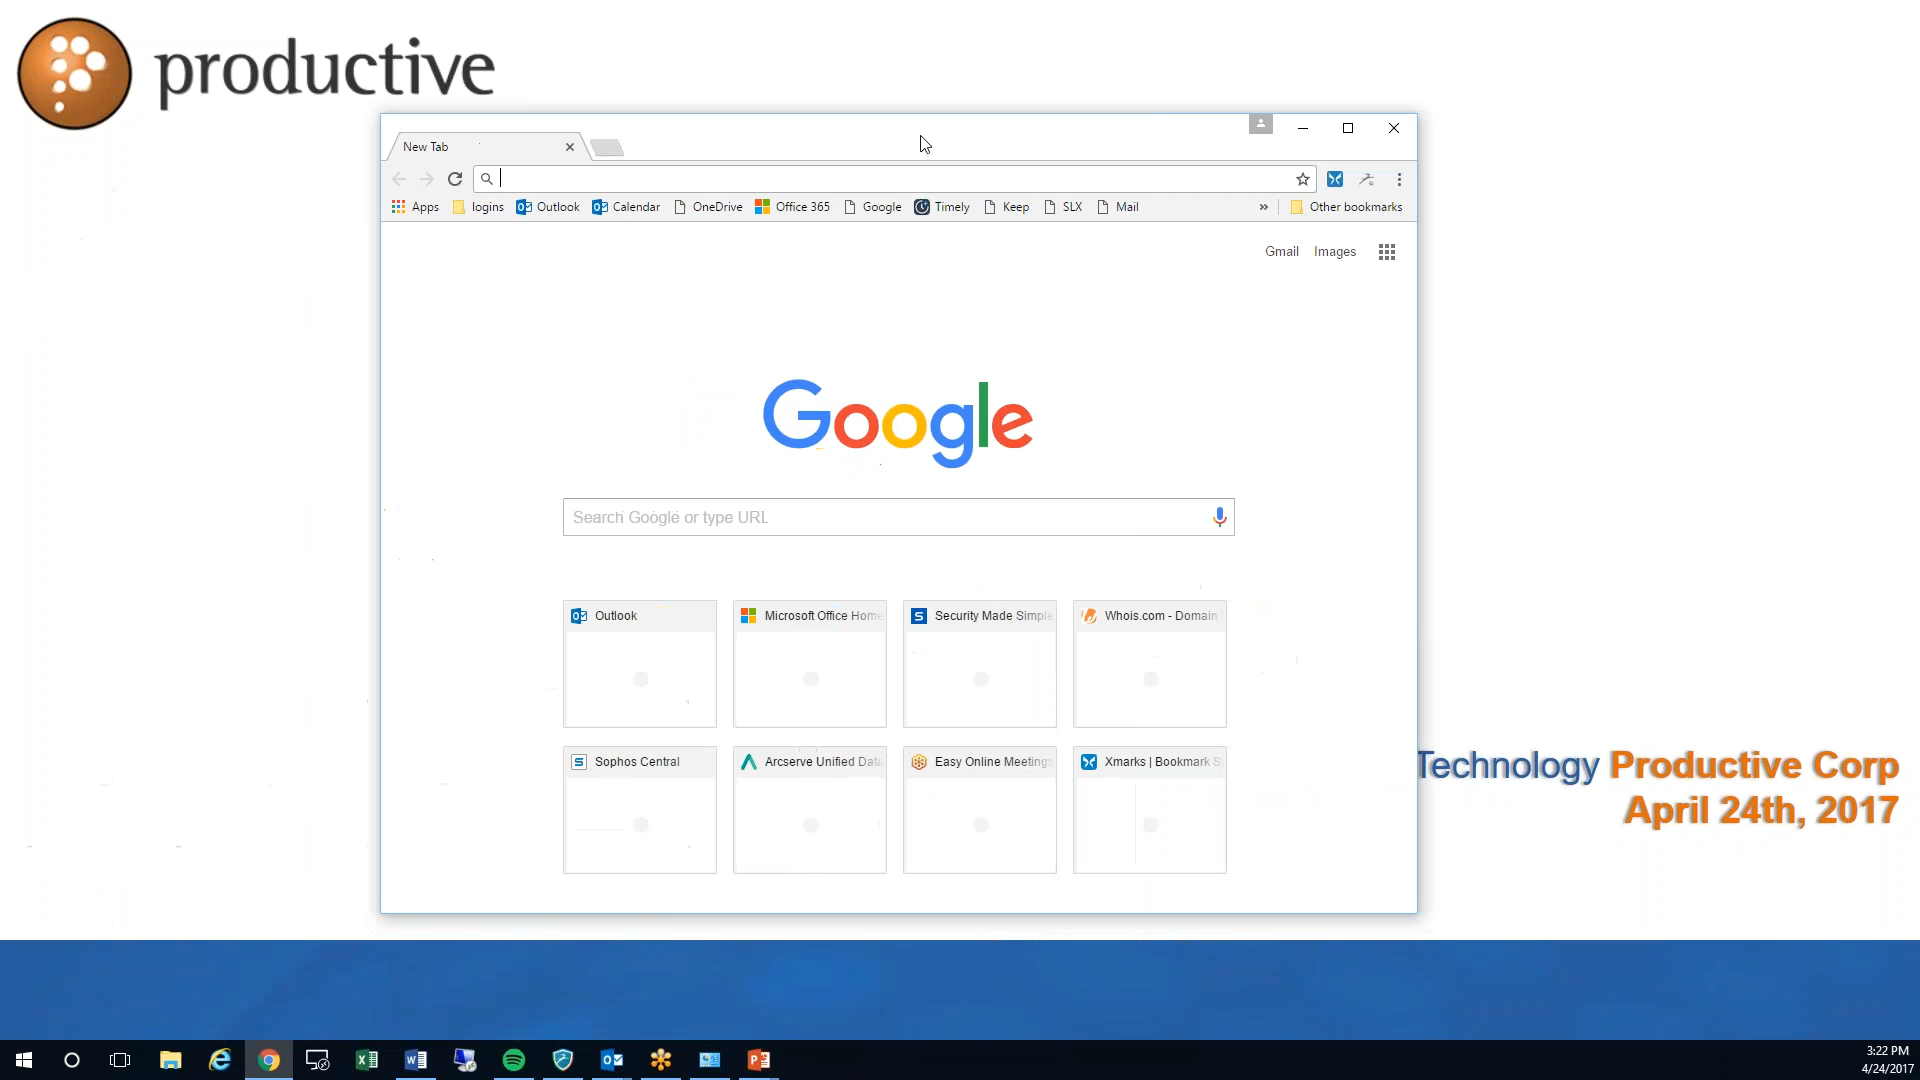 productive
New Tab
Apps logins Outlook Calendar OneDrive Office 365 Google Timely Keep SLX Mail » Other bookmarks
Gmail Images
Google
Search Google or type URL
Outlook Microsoft Office Home Security Made Simple Whois.com - Domain
Sophos Central Arcserve Unified Data Easy Online Meetings Xmarks | Bookmark Sy
Technology Productive Corp
April 24th, 2017
3:22 PM
4/24/2017